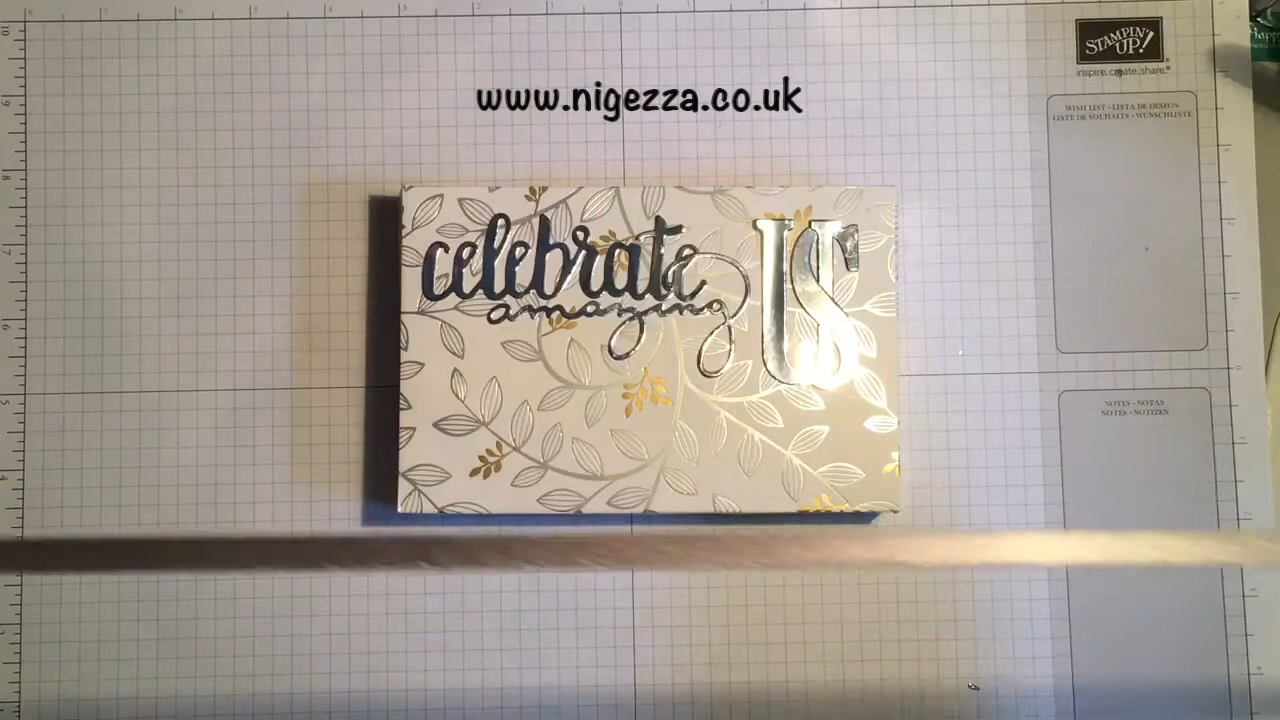 www.nigezza.co.uk
STAMPIN' UP!
inspire.create.share.
WISH LIST • LISTA DE DESEOS
LISTE DE SOUHAITS • WUNSCHLISTE
celebrate
amazing
US
NOTES • NOTAS
NOTES • NOTIZEN